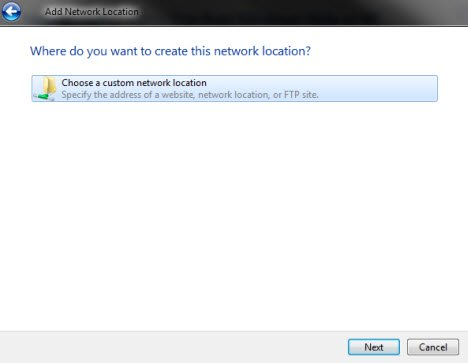 Add Network Location
Where do you want to create this network location?
Choose a custom network location
Specify the address of a website, network location, or FTP site.
Next
Cancel